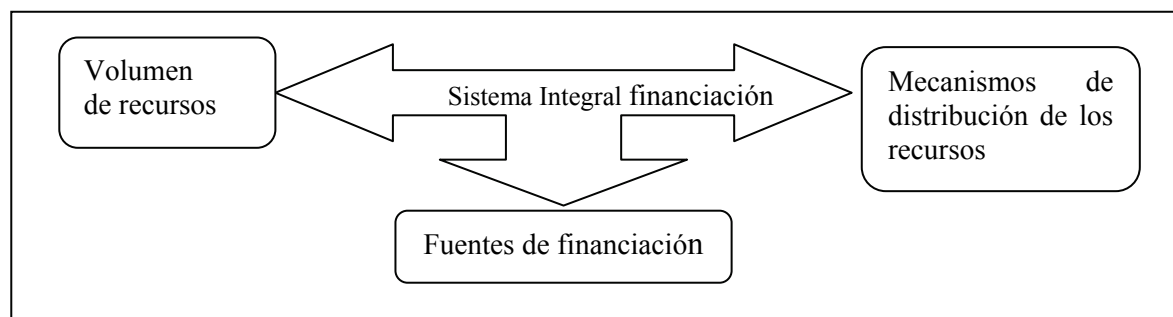 Volumen
de recursos
Sistema Integral financiación
Mecanismos de
distribución de los
recursos
Fuentes de financiación